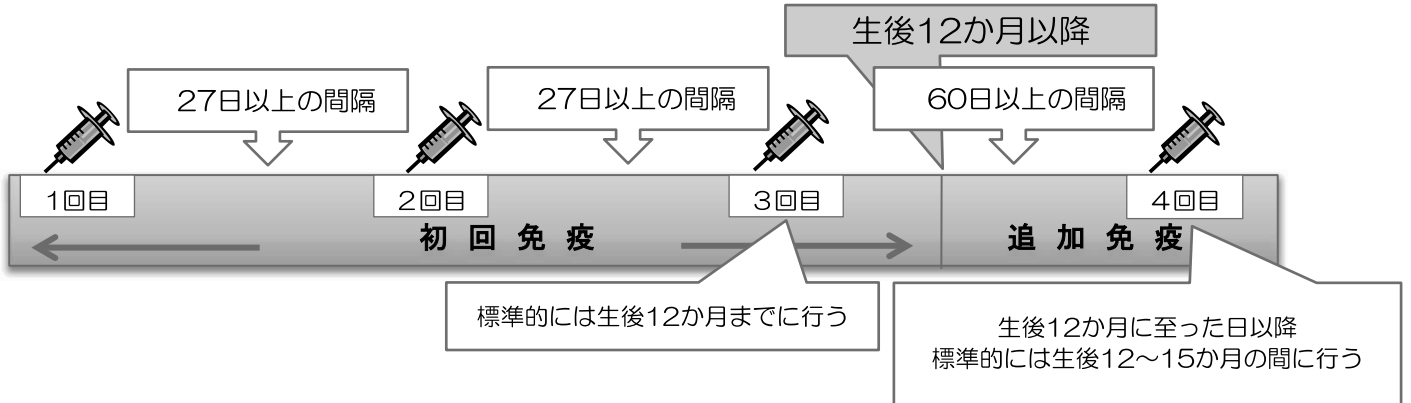 生後12か月以降
27日以上の間隔
27日以上の間隔
60日以上の間隔
1回目
2回目
3回目
4回目
初回免疫
追加免疫
標準的には生後12か月までに行う
生後12か月に至った日以降
標準的には生後12～15か月の間に行う